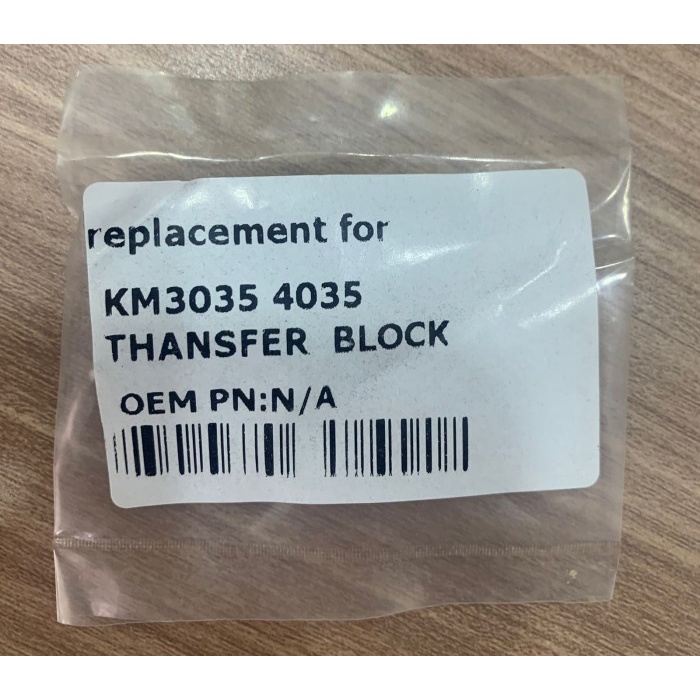 replacement for
KM3035 4035
THANSFER BLOCK
OEM PN:N/A